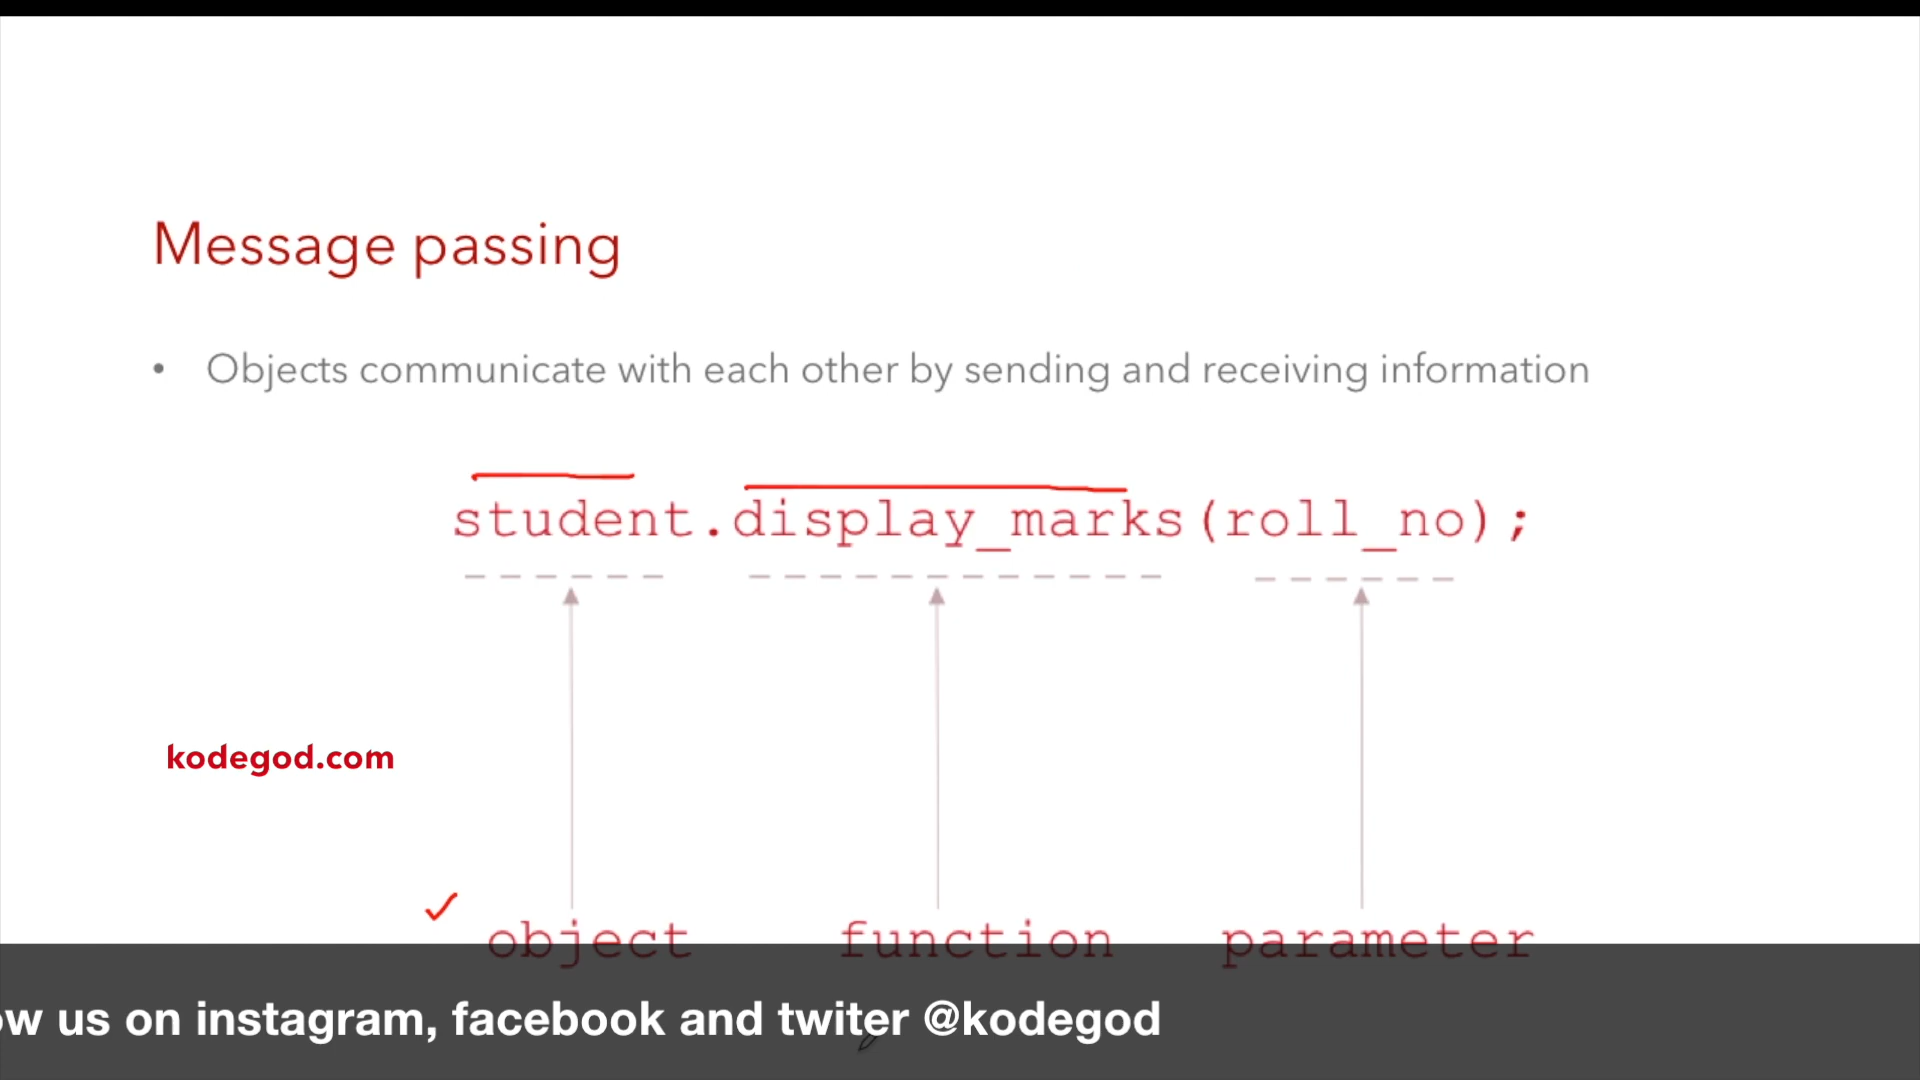 Message passing
• Objects communicate with each other by sending and receiving information
student.display_marks(roll_no);
kodegod.com
object function parameter
us on instagram, facebook and twiter @kodegod